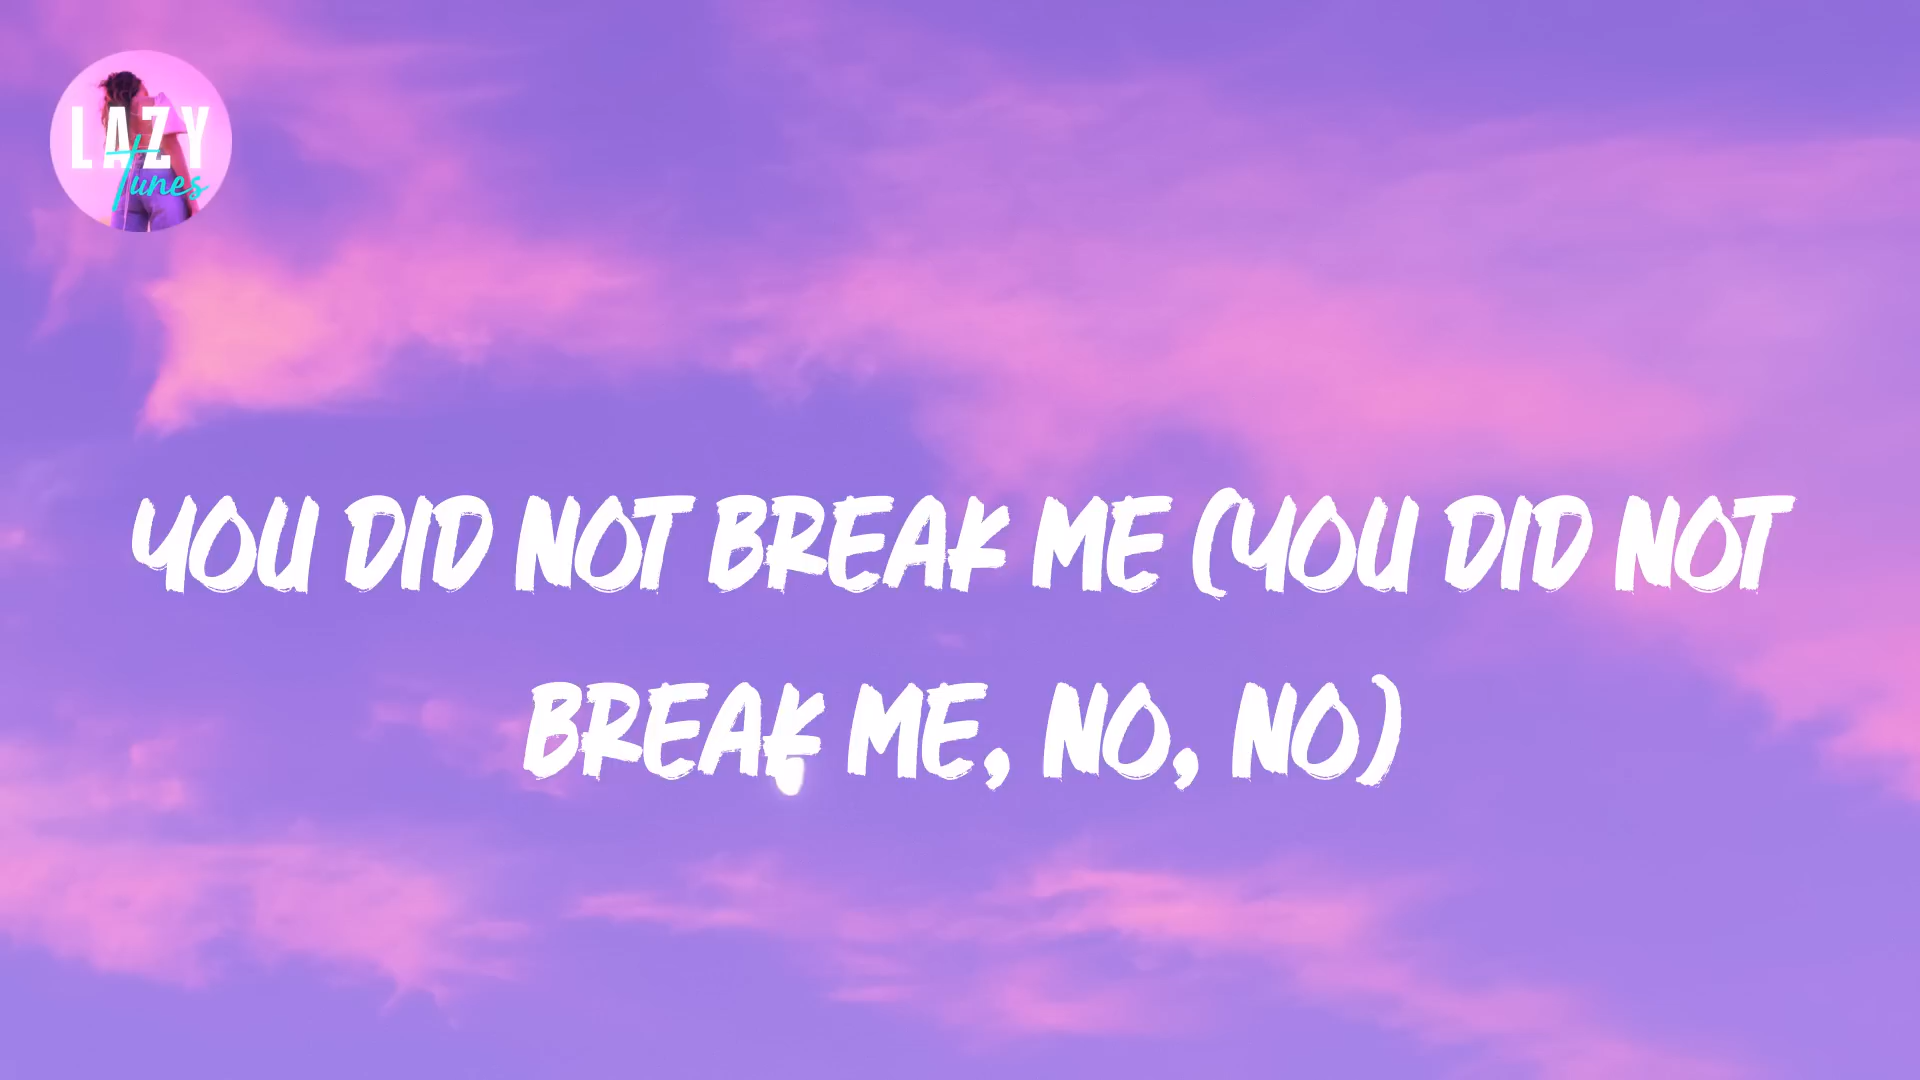 LAZY
Tunes
YOU DID NOT BREAK ME (YOU DID NOT
BREAK ME, NO, NO)